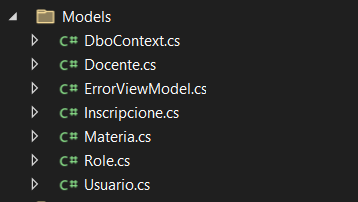 Models
C# DboContext.cs
C# Docente.cs
C# ErrorViewModel.cs
C# Inscripcione.cs
C# Materia.cs
C# Role.cs
C# Usuario.cs